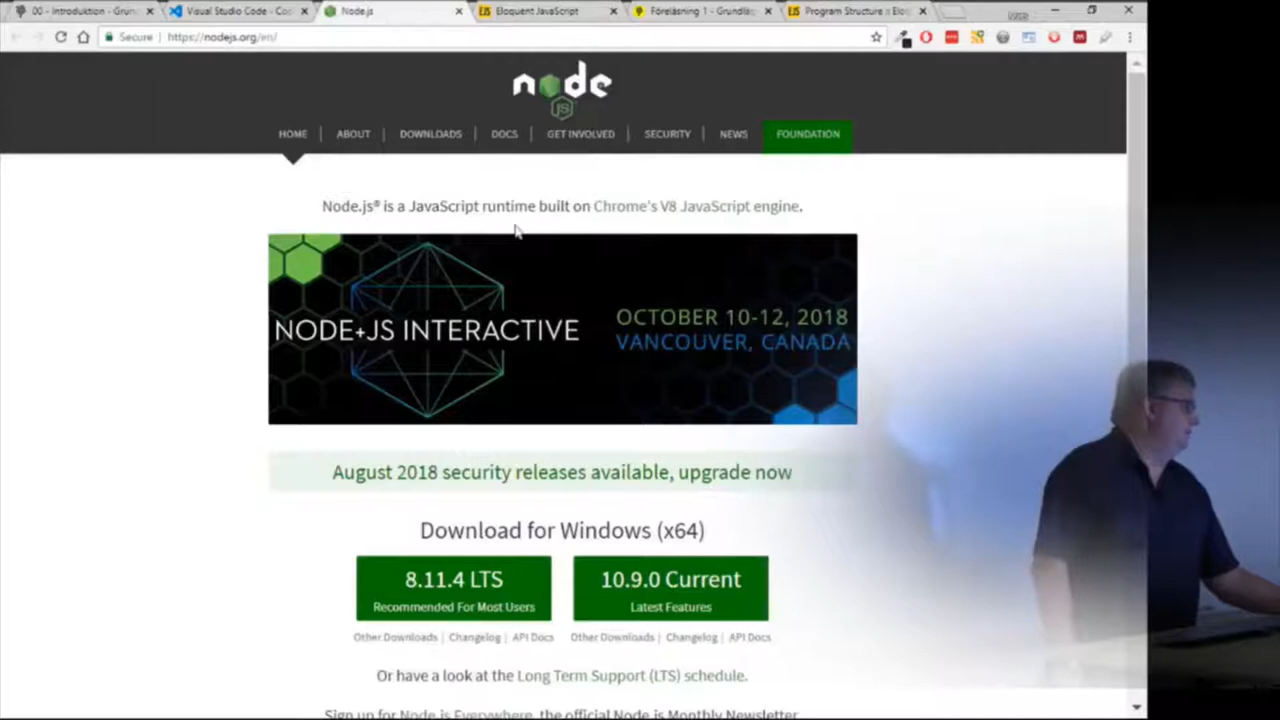 00 - Introduktion - Grun
Visual Studio Code - Co
Node.js
Eloquent JavaScript
Föreläsning 1 - Grundlä
Program Structure :: Elo
Secure
https://nodejs.org/en/
node
JS
HOME
ABOUT
DOWNLOADS
DOCS
GET INVOLVED
SECURITY
NEWS
FOUNDATION
Node.js® is a JavaScript runtime built on Chrome's V8 JavaScript engine.
NODE+JS INTERACTIVE
OCTOBER 10-12, 2018
VANCOUVER, CANADA
August 2018 security releases available, upgrade now
Download for Windows (x64)
8.11.4 LTS
Recommended For Most Users
10.9.0 Current
Latest Features
Other Downloads | Changelog | API Docs
Other Downloads | Changelog | API Docs
Or have a look at the Long Term Support (LTS) schedule.
Sign up for Node.js Everywhere, the official Node.js Monthly Newsletter.